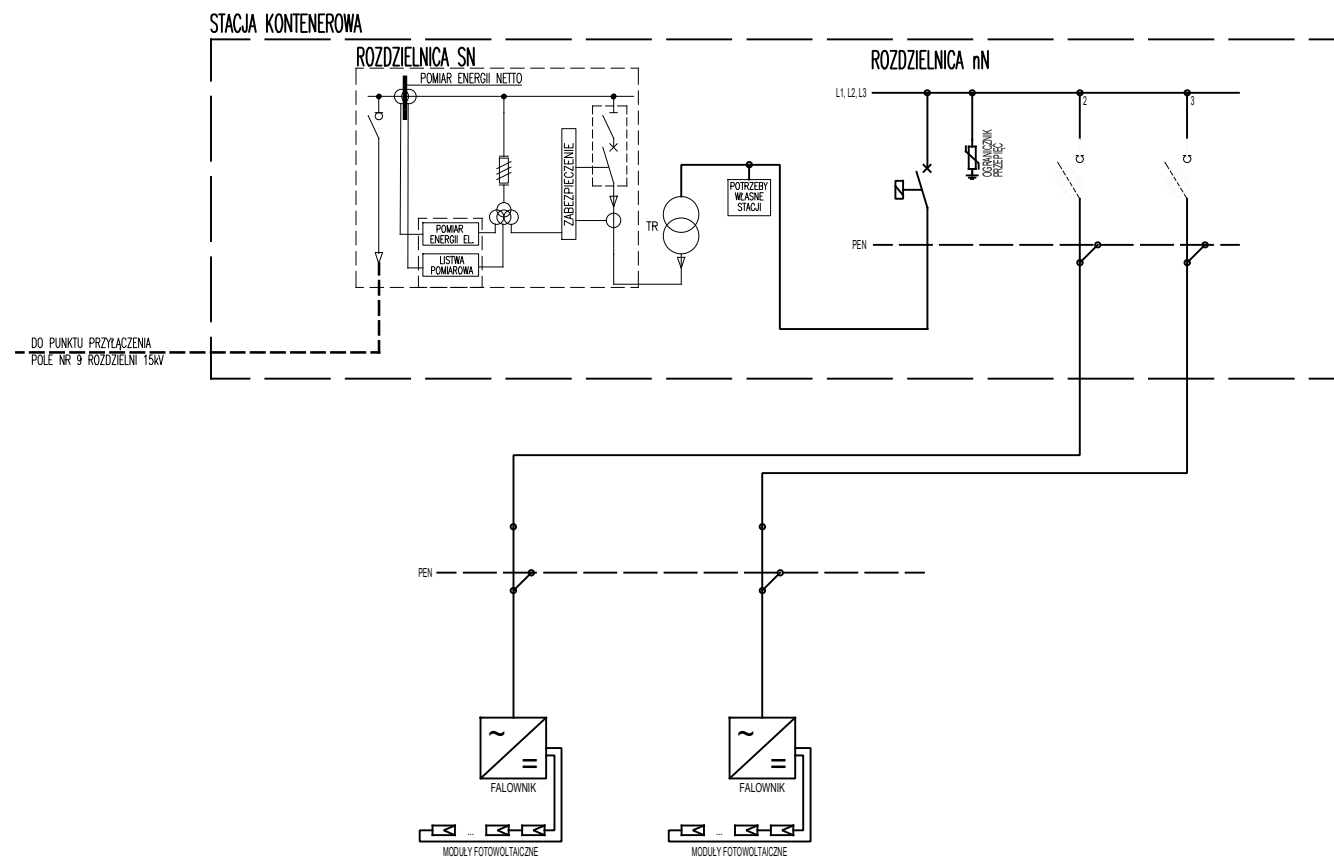 STACJA KONTENEROWA
ROZDZIELNICA SN
POMIAR ENERGII NETTO
ROZDZIELNICA nN
L1, L2, L3
2
3
OGRANICZNIK
PRZEPIĘĆ
ZABEZPIECZENIE
POTRZEBY
WŁASNE
STACJI
TR
POMIAR
ENERGII EL.
LISTWA
POMIAROWA
PEN
DO PUNKTU PRZYŁĄCZENIA
POLE NR 9 ROZDZIELNI 15kV
PEN
~
=
~
=
FALOWNIK
FALOWNIK
...
...
MODUŁY FOTOWOLTAICZNE
MODUŁY FOTOWOLTAICZNE